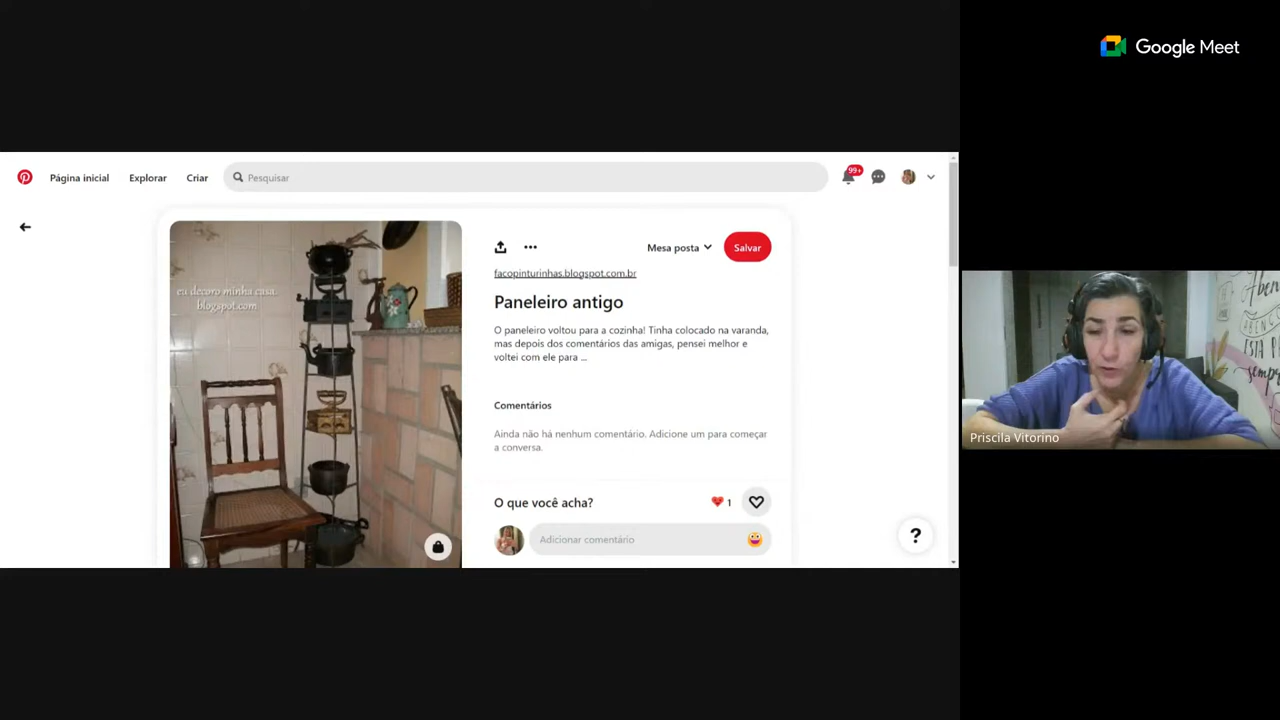 Google Meet
Página inicial
Explorar
Criar
Pesquisar
99+
Mesa posta
Salvar
facopinturinhas.blogspot.com.br
Paneleiro antigo
O paneleiro voltou para a cozinha! Tinha colocado na varanda,
mas depois dos comentários das amigas, pensei melhor e
voltei com ele para ...
Comentários
Ainda não há nenhum comentário. Adicione um para começar
a conversa.
O que você acha?
1
Adicionar comentário
?
eu decoro minha casa.
blogspot.com
Priscila Vitorino